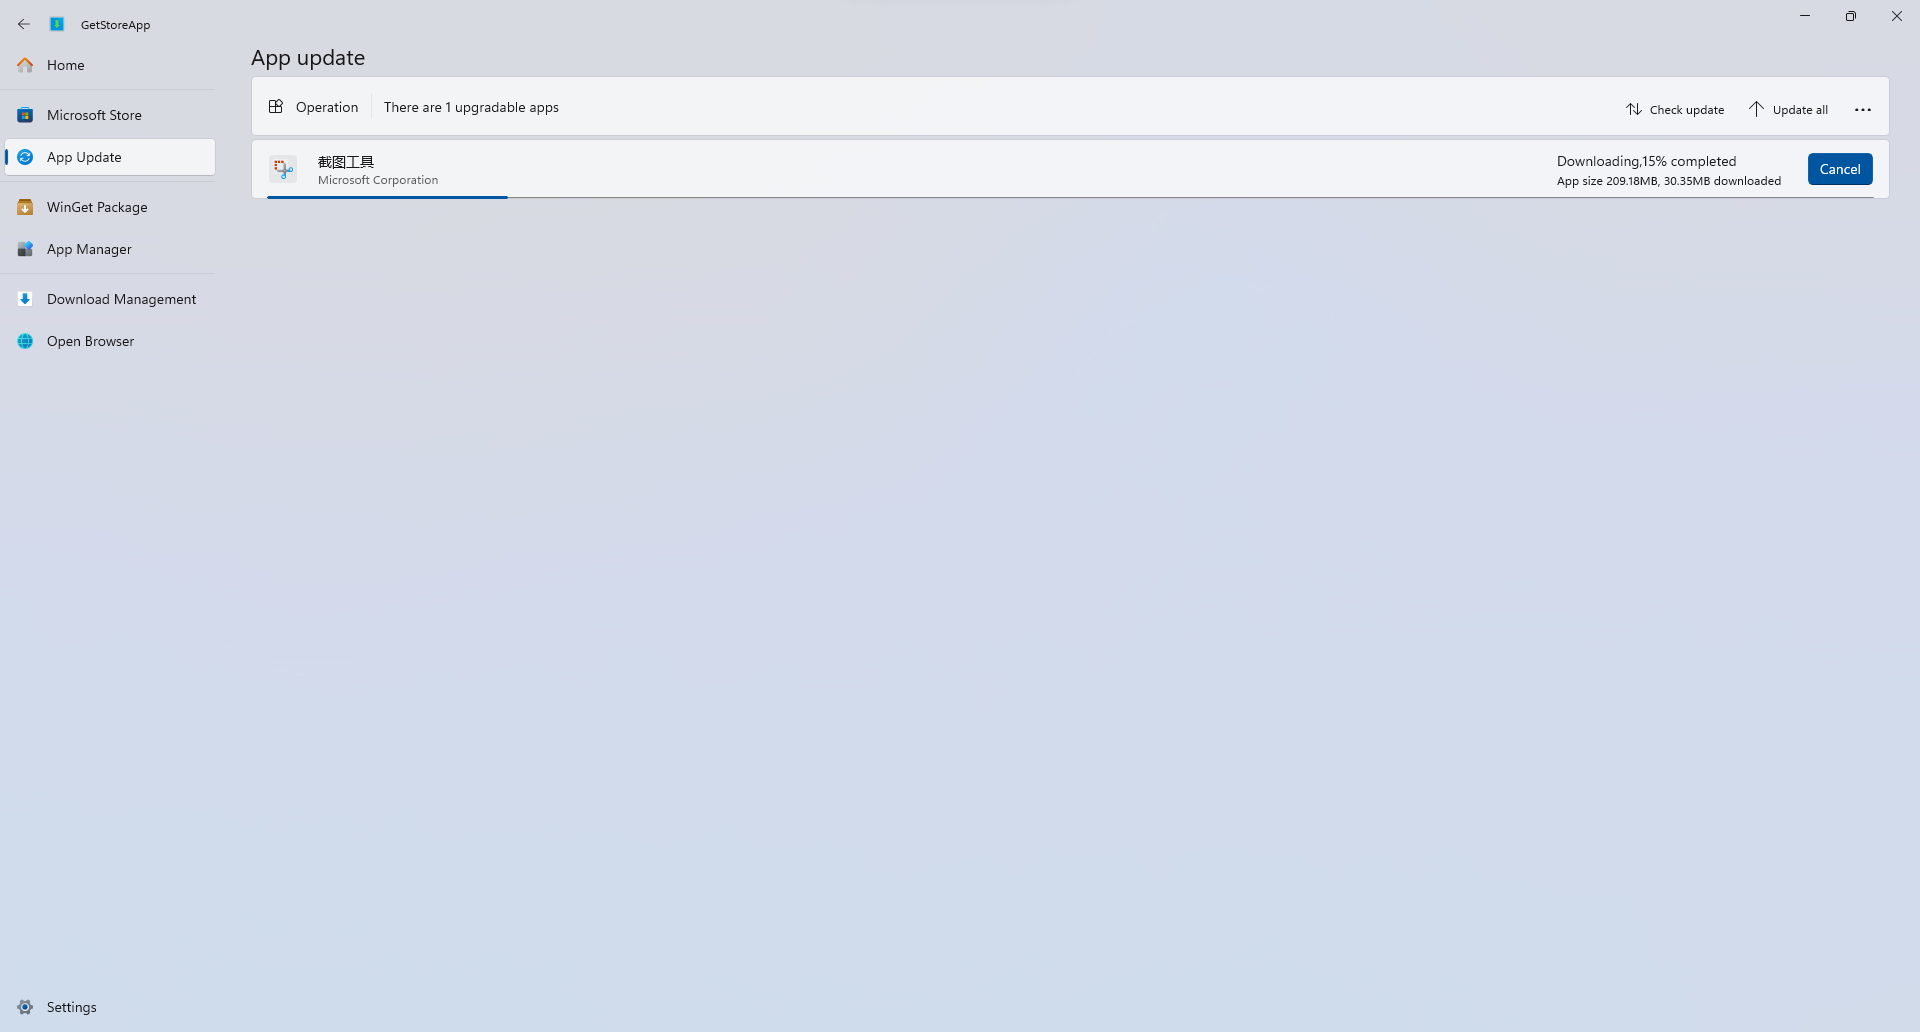 GetStoreApp
Home
Microsoft Store
App Update
WinGet Package
App Manager
Download Management
Open Browser
Settings
App update
Operation
There are 1 upgradable apps
Check update
Update all
截图工具
Microsoft Corporation
Downloading,15% completed
App size 209.18MB, 30.35MB downloaded
Cancel